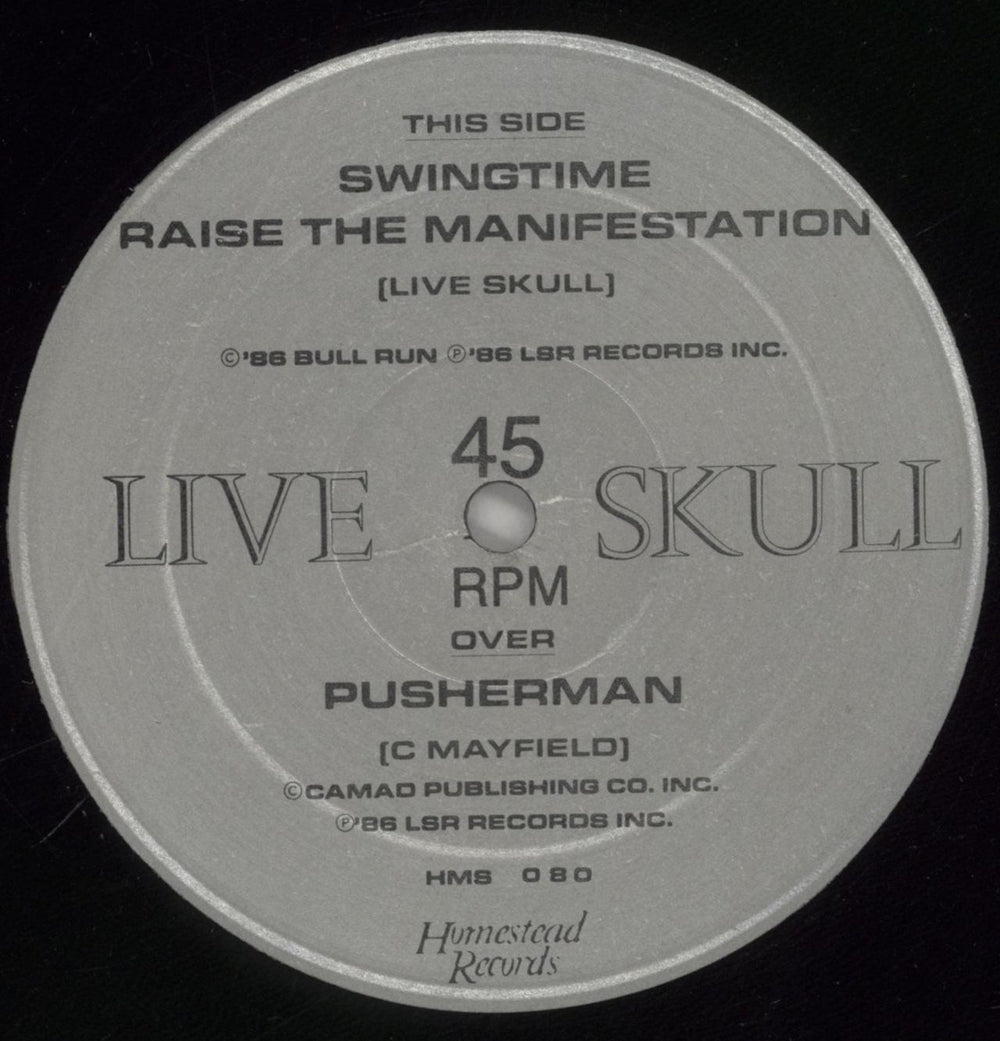 THIS SIDE
SWINGTIME
RAISE THE MANIFESTATION
[LIVE SKULL]
©'86 BULL RUN ℗'86 LSR RECORDS INC.
45
LIVE SKULL
RPM
OVER
PUSHERMAN
[C MAYFIELD]
©CAMAD PUBLISHING CO. INC.
℗'86 LSR RECORDS INC.
HMS 080
Homestead
Records